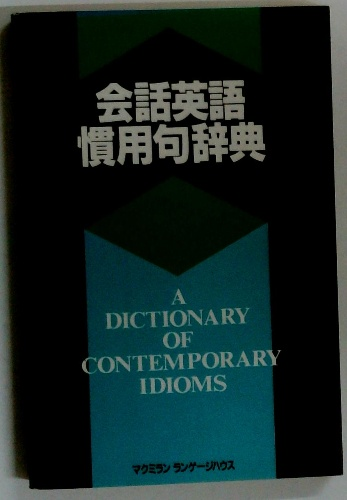 会話英語
慣用句辞典
A
DICTIONARY
OF
CONTEMPORARY
IDIOMS
マクミラン ランゲージハウス